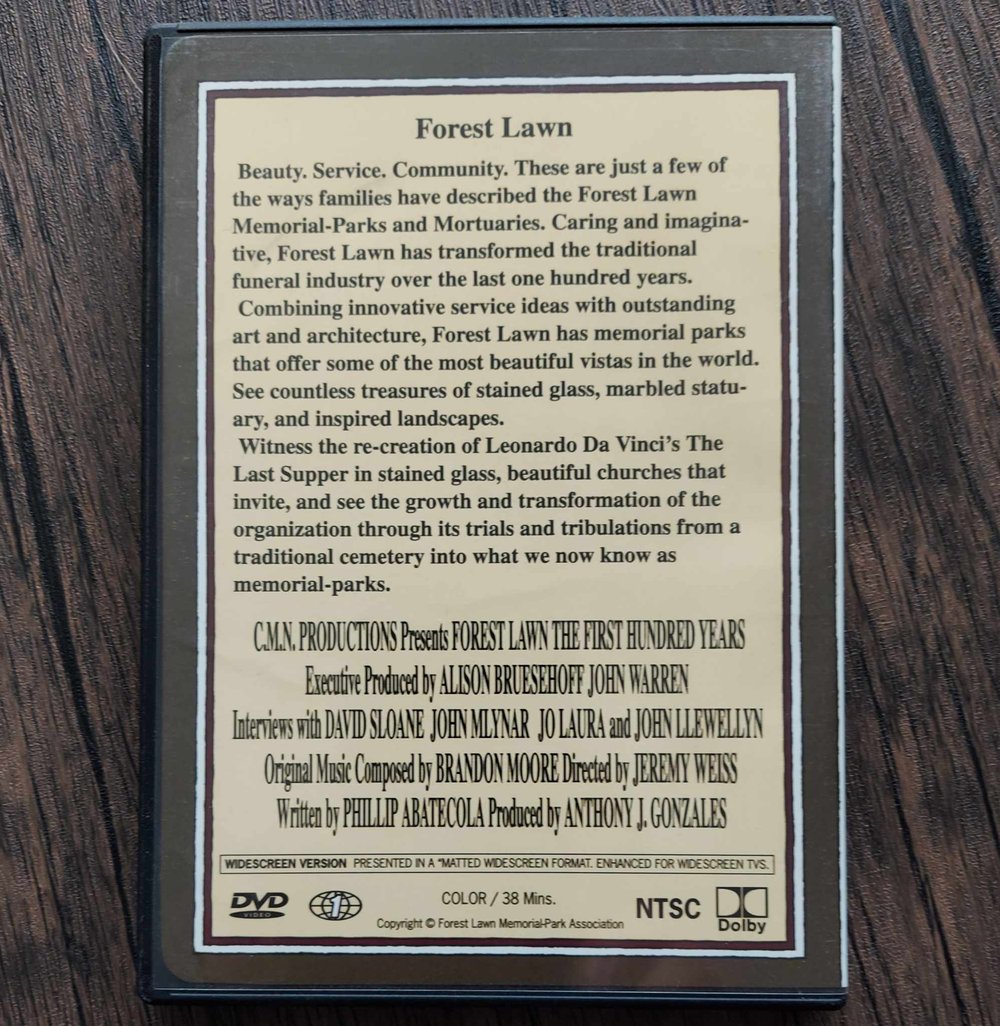 Forest Lawn
Beauty. Service. Community. These are just a few of
the ways families have described the Forest Lawn
Memorial-Parks and Mortuaries. Caring and imagina-
tive, Forest Lawn has transformed the traditional
funeral industry over the last one hundred years.
Combining innovative service ideas with outstanding
art and architecture, Forest Lawn has memorial parks
that offer some of the most beautiful vistas in the world.
See countless treasures of stained glass, marbled statu-
ary, and inspired landscapes.
Witness the re-creation of Leonardo Da Vinci's The
Last Supper in stained glass, beautiful churches that
invite, and see the growth and transformation of the
organization through its trials and tribulations from a
traditional cemetery into what we now know as
memorial-parks.
C.M.N. PRODUCTIONS Presents FOREST LAWN THE FIRST HUNDRED YEARS
Executive Produced by ALISON BRUESEHOFF JOHN WARREN
Interviews with DAVID SLOANE JOHN MLYNAR JO LAURA and JOHN LLEWELLYN
Original Music Composed by BRANDON MOORE Directed by JEREMY WEISS
Written by PHILLIP ABATECOLA Produced by ANTHONY J. GONZALES
WIDESCREEN VERSION PRESENTED IN A "MATTED WIDESCREEN FORMAT. ENHANCED FOR WIDESCREEN TVS.
DVD VIDEO
1
COLOR / 38 Mins.
Copyright © Forest Lawn Memorial-Park Association
NTSC
Dolby